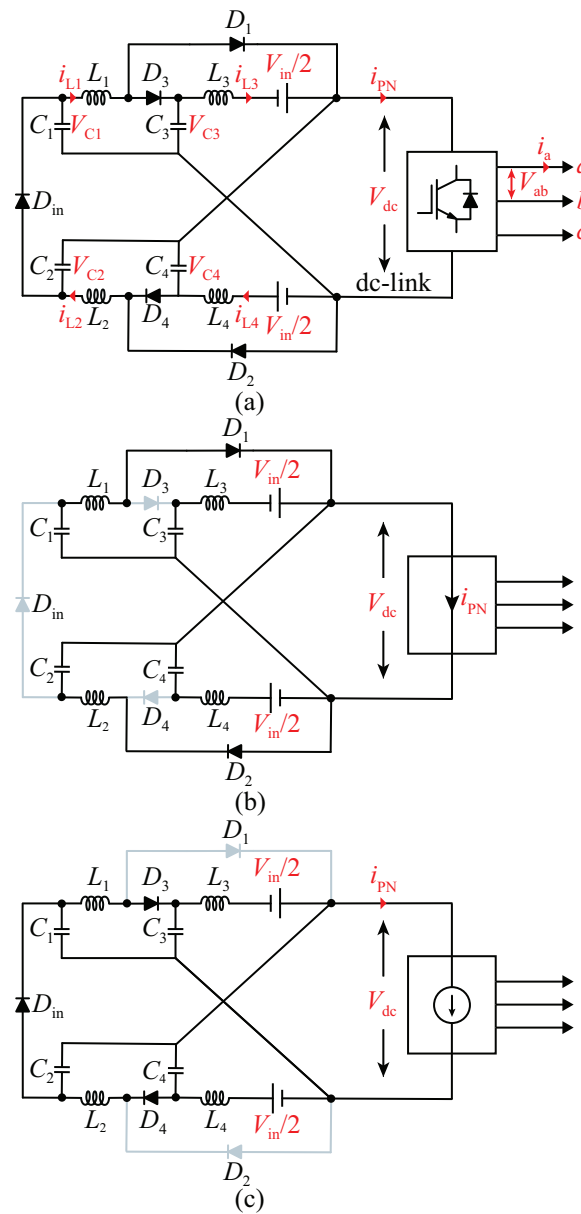 D1
iL1 L1 D3 L3 iL3 Vin/2 iPN
C1 VC1 C3 VC3
ia
Vab
Din
Vdc
C2 VC2 C4 VC4
dc-link
iL2 L2 D4 L4 iL4 Vin/2
D2
(a)
D1
L1 D3 L3 Vin/2
C1 C3
Din
Vdc
iPN
C2 C4
L2 D4 L4 Vin/2
D2
(b)
D1
L1 D3 L3 Vin/2 iPN
C1 C3
Din
Vdc
C2 C4
L2 D4 L4 Vin/2
D2
(c)